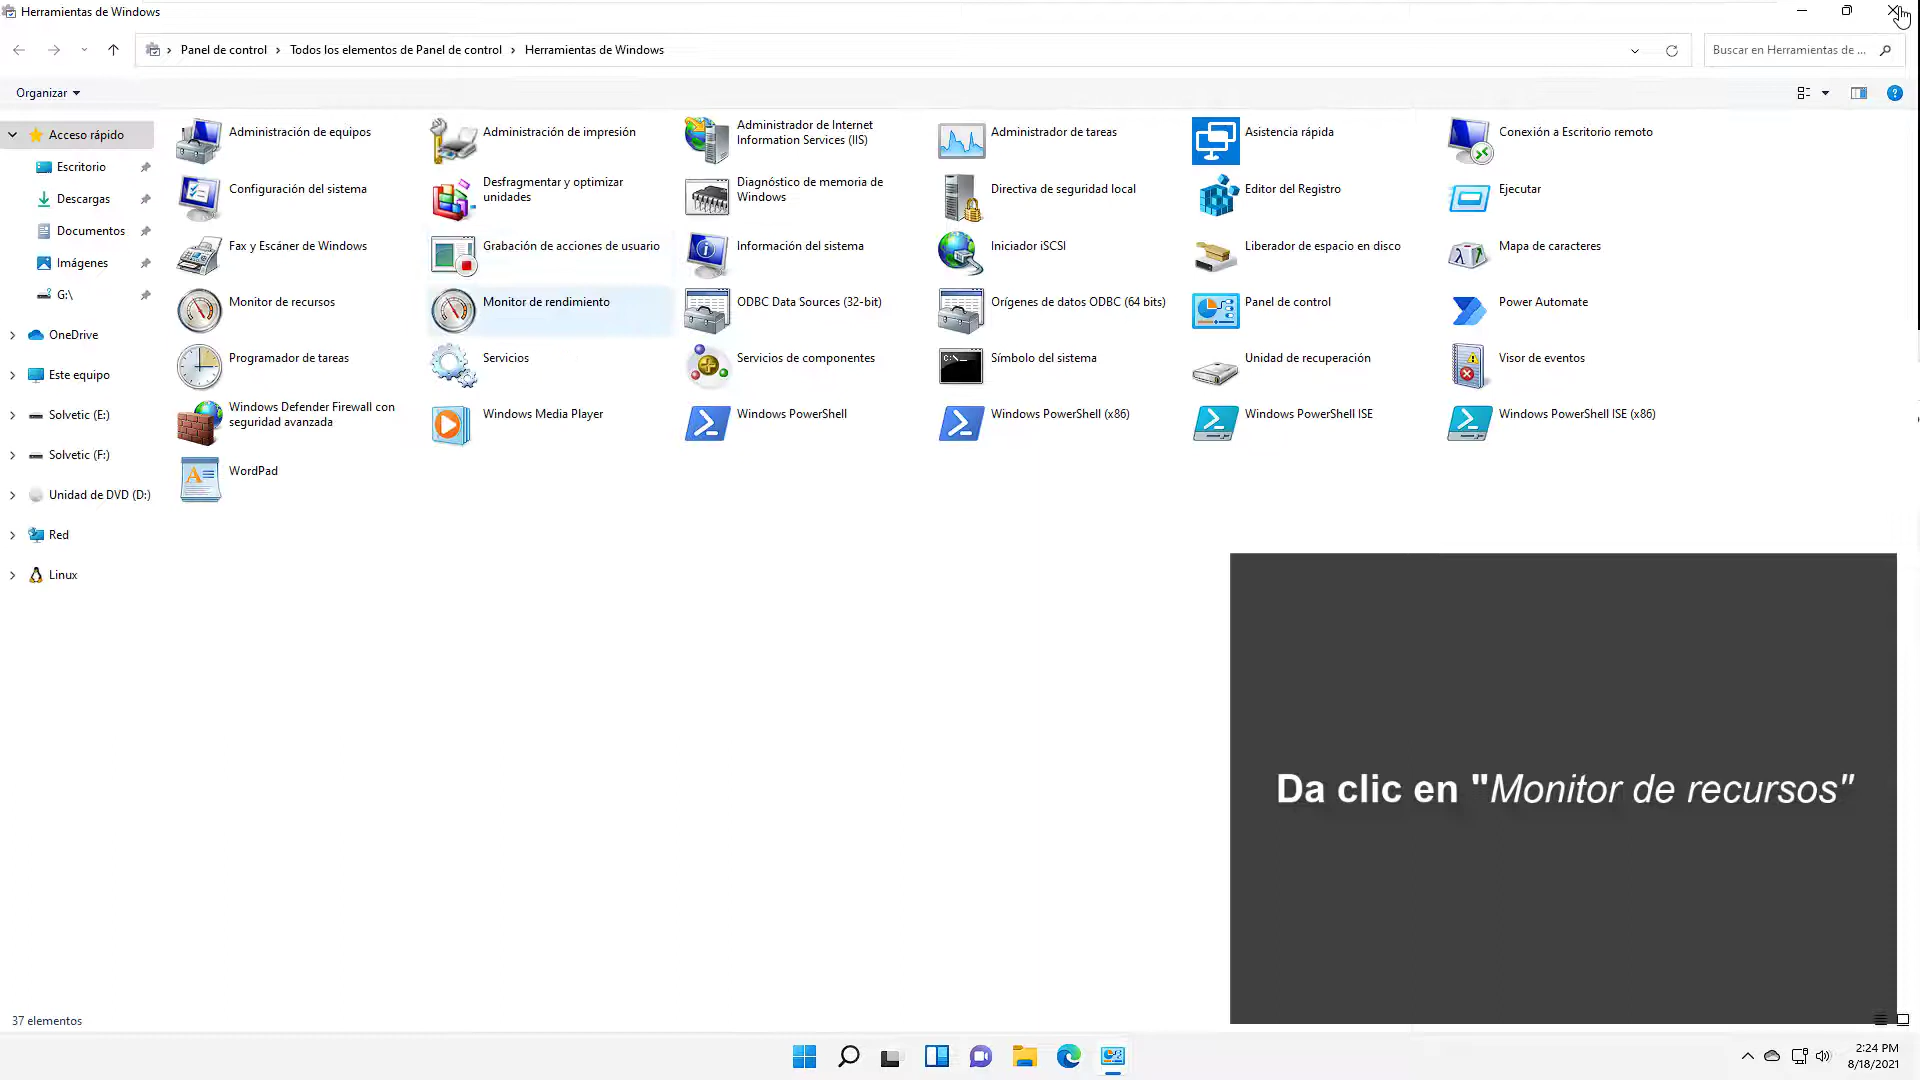 Herramientas de Windows
Panel de control > Todos los elementos de Panel de control > Herramientas de Windows
Buscar en Herramientas de ...
Organizar
Acceso rápido
Escritorio
Descargas
Documentos
Imágenes
G:\
OneDrive
Este equipo
Solvetic (E:)
Solvetic (F:)
Unidad de DVD (D:)
Red
Linux
Administración de equipos
Administración de impresión
Administrador de Internet
Information Services (IIS)
Administrador de tareas
Asistencia rápida
Conexión a Escritorio remoto
Configuración del sistema
Desfragmentar y optimizar
unidades
Diagnóstico de memoria de
Windows
Directiva de seguridad local
Editor del Registro
Ejecutar
Fax y Escáner de Windows
Grabación de acciones de usuario
Información del sistema
Iniciador iSCSI
Liberador de espacio en disco
Mapa de caracteres
Monitor de recursos
Monitor de rendimiento
ODBC Data Sources (32-bit)
Orígenes de datos ODBC (64 bits)
Panel de control
Power Automate
Programador de tareas
Servicios
Servicios de componentes
Símbolo del sistema
Unidad de recuperación
Visor de eventos
Windows Defender Firewall con
seguridad avanzada
Windows Media Player
Windows PowerShell
Windows PowerShell (x86)
Windows PowerShell ISE
Windows PowerShell ISE (x86)
WordPad
Da clic en "Monitor de recursos"
37 elementos
2:24 PM
8/18/2021